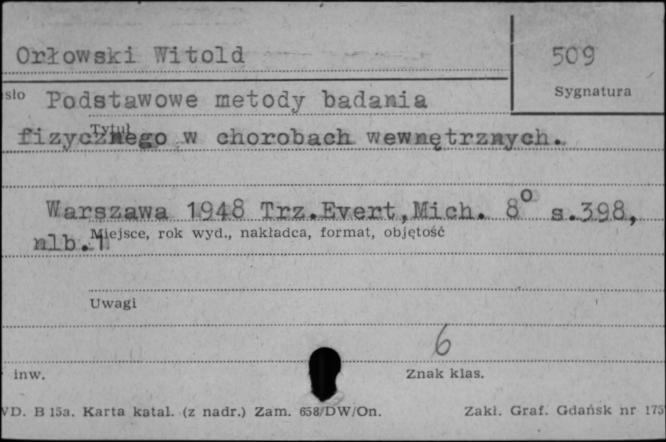 Orłowski Witold
509
Sygnatura
Podstawowe metody badania
Tytuł
fizycznego w chorobach wewnętrznych.
Warszawa 1948 Trz.Evert,Mich. 8° s.398,
nlb.1
Miejsce, rok wyd., nakładca, format, objętość
Uwagi
6
inw.
Znak klas.
B 15a. Karta katal. (z nadr.) Zam. 658/DW/On.
Zakł. Graf. Gdańsk nr 175